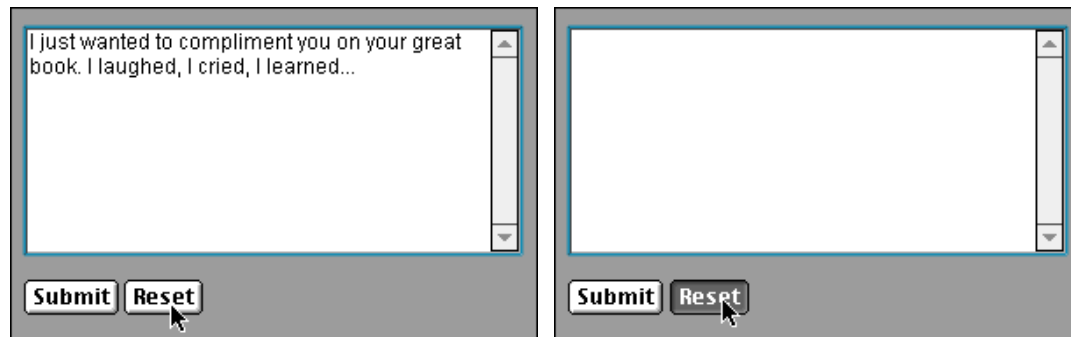 I just wanted to compliment you on your great
book. I laughed, I cried, I learned...
Submit Reset
Submit Reset